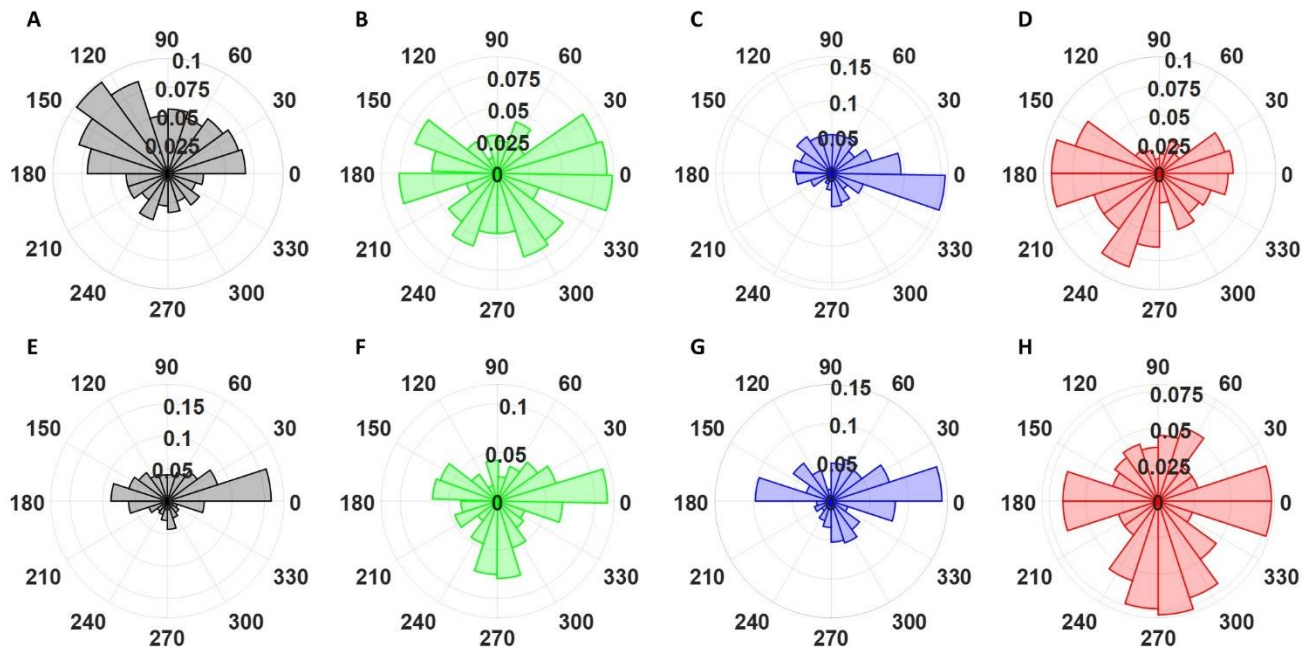 A B C D
90 90 90 90
120 60 120 60 120 60 120 60
0.1 0.15 0.1
0.075 0.075 0.075
150 30 150 30 150 30 150 30
0.05 0.05 0.1 0.05
0.025 0.025 0.05 0.025
180 0 180 0 0 180 0 0 180 0 0
210 330 210 330 210 330 210 330
240 300 240 300 240 300 240 300
270 270 270 270
E F G H
90 90 90 90
120 60 120 60 120 60 120 60
0.15 0.1 0.15 0.075
150 30 150 30 150 30 150 30
0.1 0.1 0.05
0.05 0.05 0.05 0.025
180 0 0 180 0 0 180 0 0 180 0 0
210 330 210 330 210 330 210 330
240 300 240 300 240 300 240 300
270 270 270 270